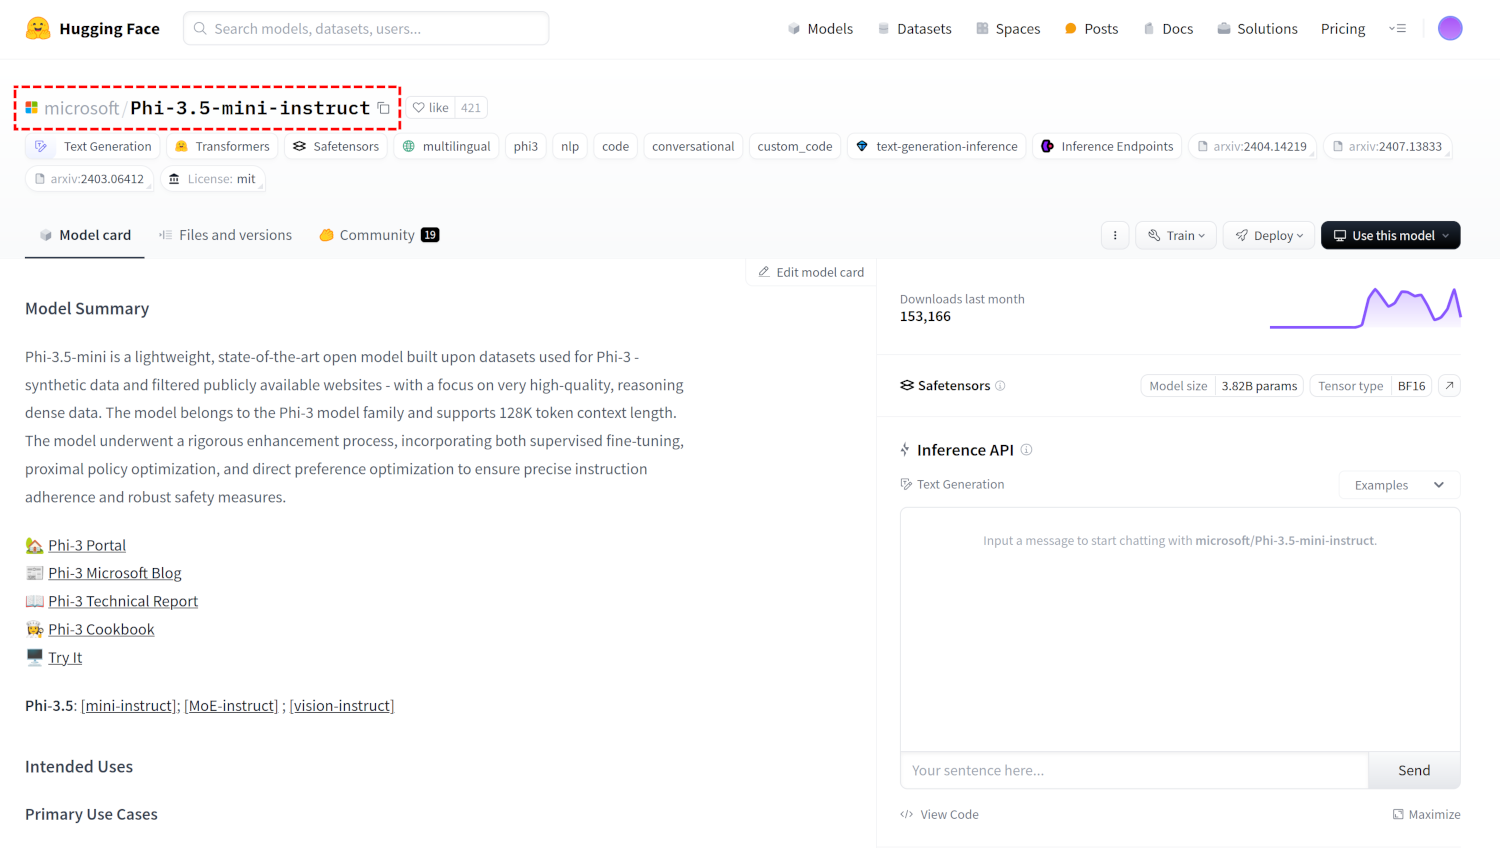 Hugging Face
Search models, datasets, users...
Models
Datasets
Spaces
Posts
Docs
Solutions
Pricing
microsoft/Phi-3.5-mini-instruct
like 421
Text Generation
Transformers
Safetensors
multilingual
phi3
nlp
code
conversational
custom_code
text-generation-inference
Inference Endpoints
arxiv:2404.14219
arxiv:2407.13833
arxiv:2403.06412
License: mit
Model card
Files and versions
Community 19
Train
Deploy
Use this model
Edit model card
Model Summary
Phi-3.5-mini is a lightweight, state-of-the-art open model built upon datasets used for Phi-3 -
synthetic data and filtered publicly available websites - with a focus on very high-quality, reasoning
dense data. The model belongs to the Phi-3 model family and supports 128K token context length.
The model underwent a rigorous enhancement process, incorporating both supervised fine-tuning,
proximal policy optimization, and direct preference optimization to ensure precise instruction
adherence and robust safety measures.
Phi-3 Portal
Phi-3 Microsoft Blog
Phi-3 Technical Report
Phi-3 Cookbook
Try It
Phi-3.5: [mini-instruct]; [MoE-instruct] ; [vision-instruct]
Intended Uses
Primary Use Cases
Downloads last month
153,166
Safetensors
Model size 3.82B params
Tensor type BF16
Inference API
Text Generation
Examples
Input a message to start chatting with microsoft/Phi-3.5-mini-instruct.
Your sentence here...
Send
View Code
Maximize